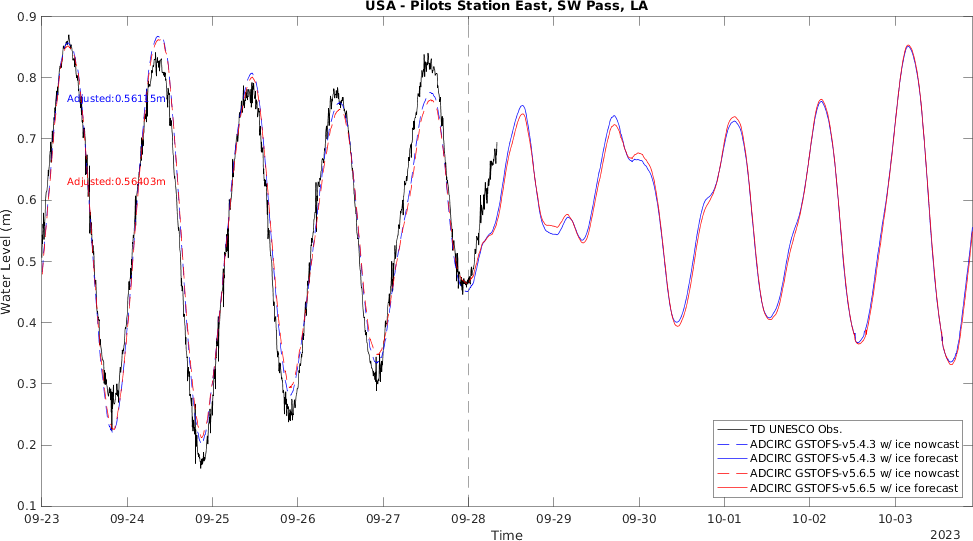 USA - Pilots Station East, SW Pass, LA
0.9
0.8
0.7
0.6
0.5
0.4
0.3
0.2
0.1
Water Level (m)
Adjusted:0.56115m
Adjusted:0.56403m
TD UNESCO Obs.
ADCIRC GSTOFS-v5.4.3 w/ ice nowcast
ADCIRC GSTOFS-v5.4.3 w/ ice forecast
ADCIRC GSTOFS-v5.6.5 w/ ice nowcast
ADCIRC GSTOFS-v5.6.5 w/ ice forecast
09-23 09-24 09-25 09-26 09-27 09-28 09-29 09-30 10-01 10-02 10-03
Time
2023